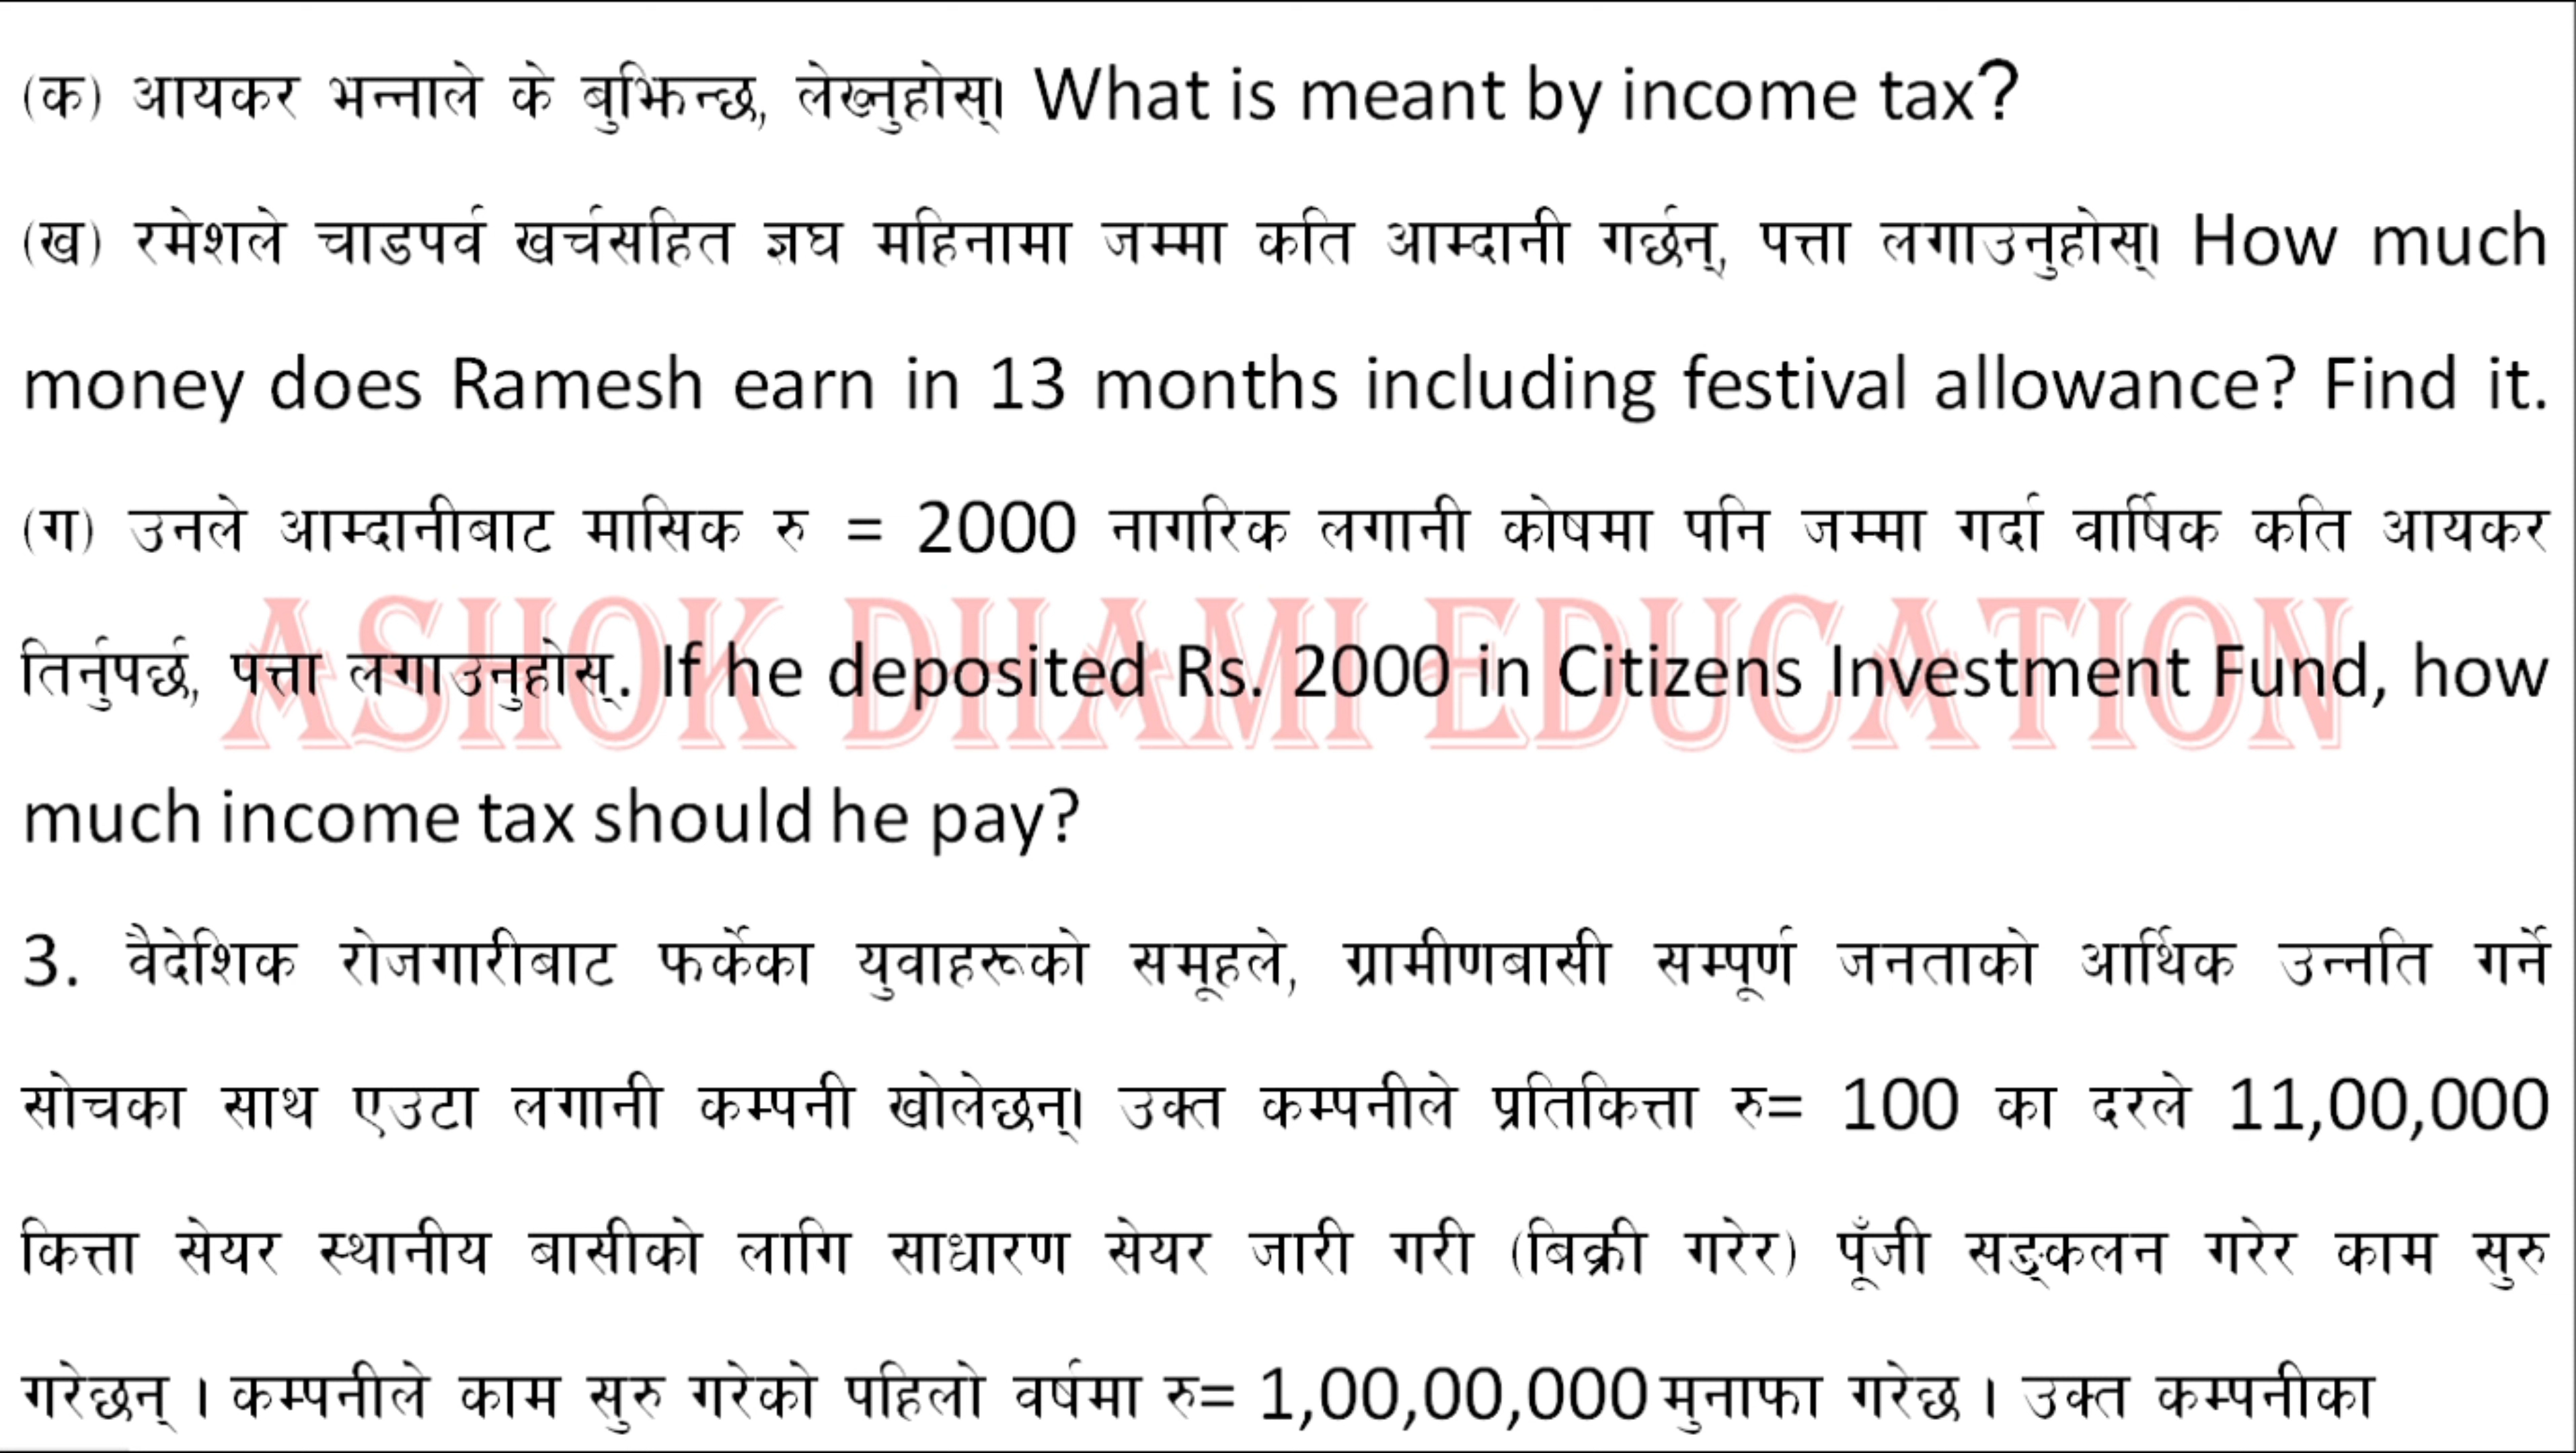 (क) आयकर भन्नाले के बुझिन्छ, लेख्नुहोस्। What is meant by income tax?
(ख) रमेशले चाडपर्व खर्चसहित ज्ञघ महिनामा जम्मा कति आम्दानी गर्छन्, पत्ता लगाउनुहोस्। How much
money does Ramesh earn in 13 months including festival allowance? Find it.
(ग) उनले आम्दानीबाट मासिक रु = 2000 नागरिक लगानी कोषमा पनि जम्मा गर्दा वार्षिक कति आयकर
ASHOK DHAMI EDUCATION
तिर्नुपर्छ, पत्ता लगाउनुहोस्. If he deposited Rs. 2000 in Citizens Investment Fund, how
much income tax should he pay?
3. वैदेशिक रोजगारीबाट फर्केका युवाहरूको समूहले, ग्रामीणबासी सम्पूर्ण जनताको आर्थिक उन्नति गर्ने
सोचका साथ एउटा लगानी कम्पनी खोलेछन्। उक्त कम्पनीले प्रतिकित्ता रु= 100 का दरले 11,00,000
कित्ता सेयर स्थानीय बासीको लागि साधारण सेयर जारी गरी (बिक्री गरेर) पूँजी सङ्कलन गरेर काम सुरु
गरेछन् । कम्पनीले काम सुरु गरेको पहिलो वर्षमा रु= 1,00,00,000 मुनाफा गरेछ । उक्त कम्पनीका